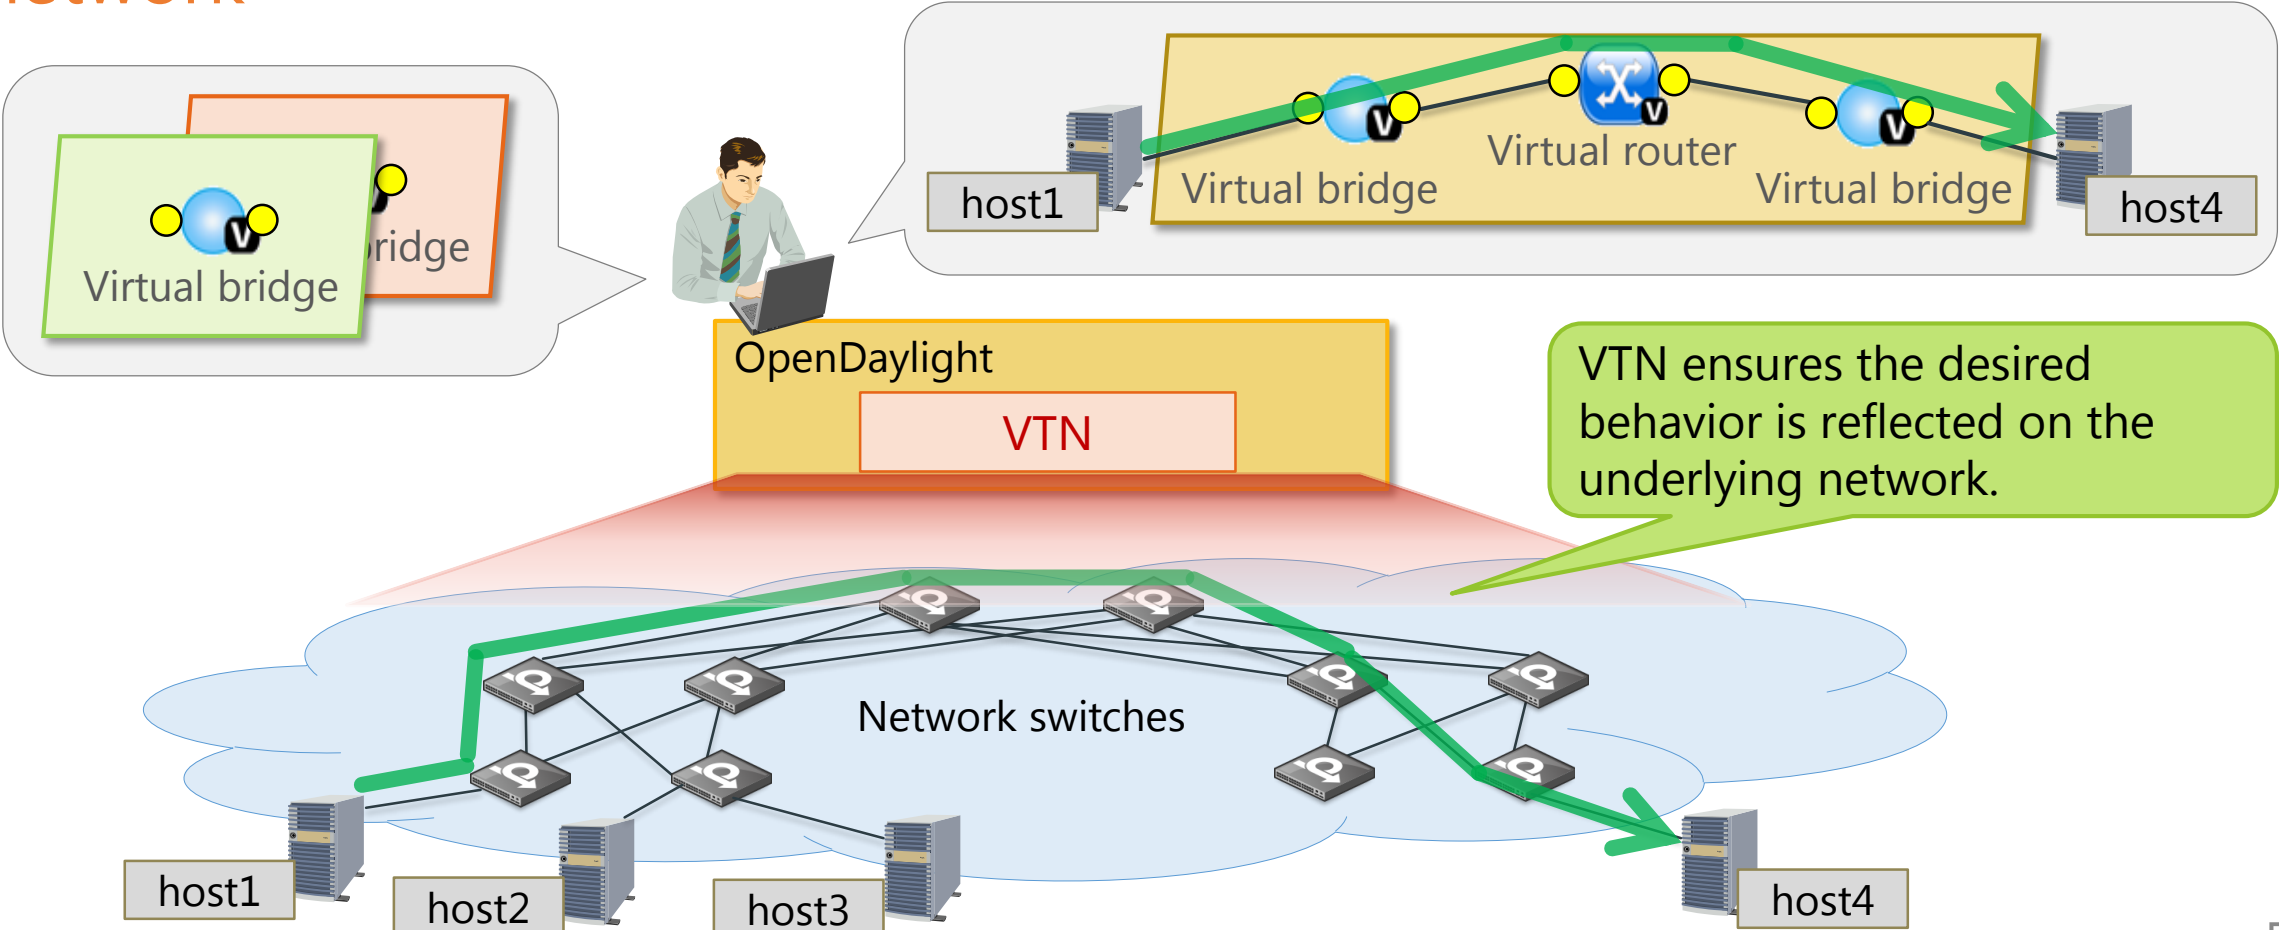 host1
Virtual bridge
Virtual router
Virtual bridge
host4
Virtual bridge
OpenDaylight
VTN
VTN ensures the desired
behavior is reflected on the
underlying network.
Network switches
host1
host2
host3
host4